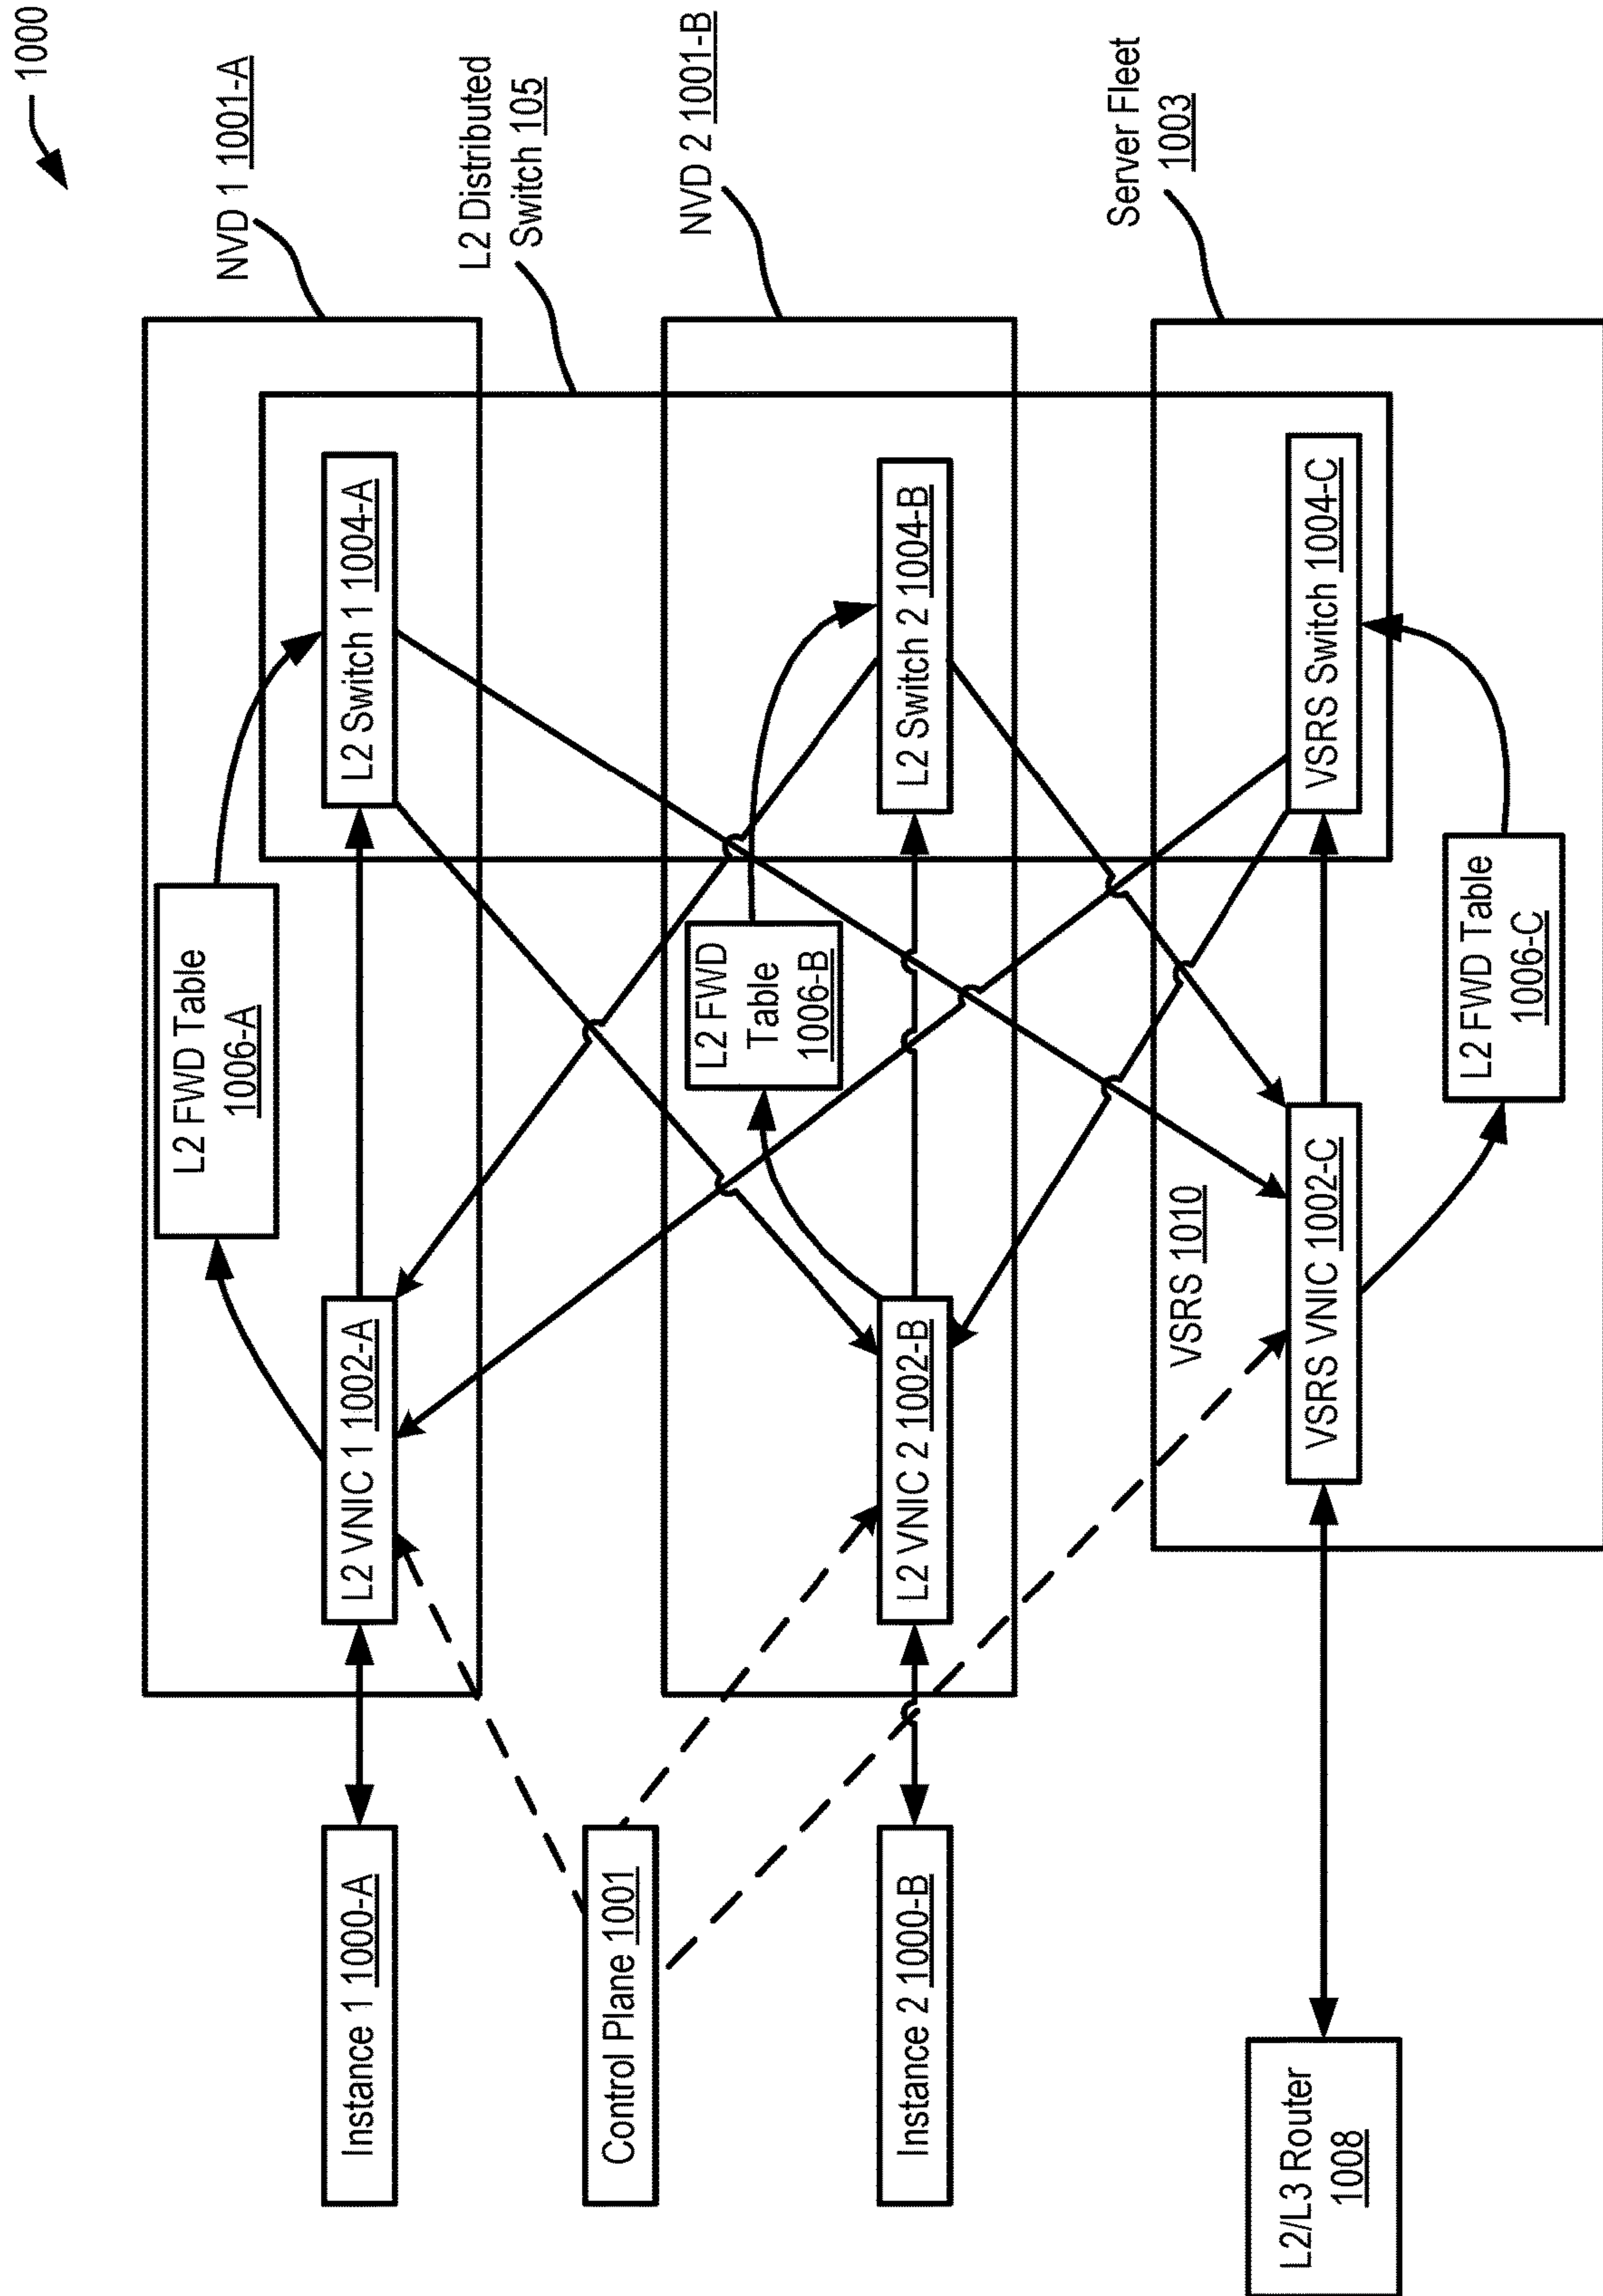 1000
NVD 1 1001-A
L2 Distributed
Switch 105
NVD 2 1001-B
Server Fleet
1003
L2 FWD Table
1006-A
Instance 1 1000-A
L2 VNIC 1 1002-A
L2 Switch 1 1004-A
Control Plane 1001
L2 FWD
Table
1006-B
Instance 2 1000-B
L2 VNIC 2 1002-B
L2 Switch 2 1004-B
VSRS 1010
L2/L3 Router
1008
VSRS VNIC 1002-C
VSRS Switch 1004-C
L2 FWD Table
1006-C